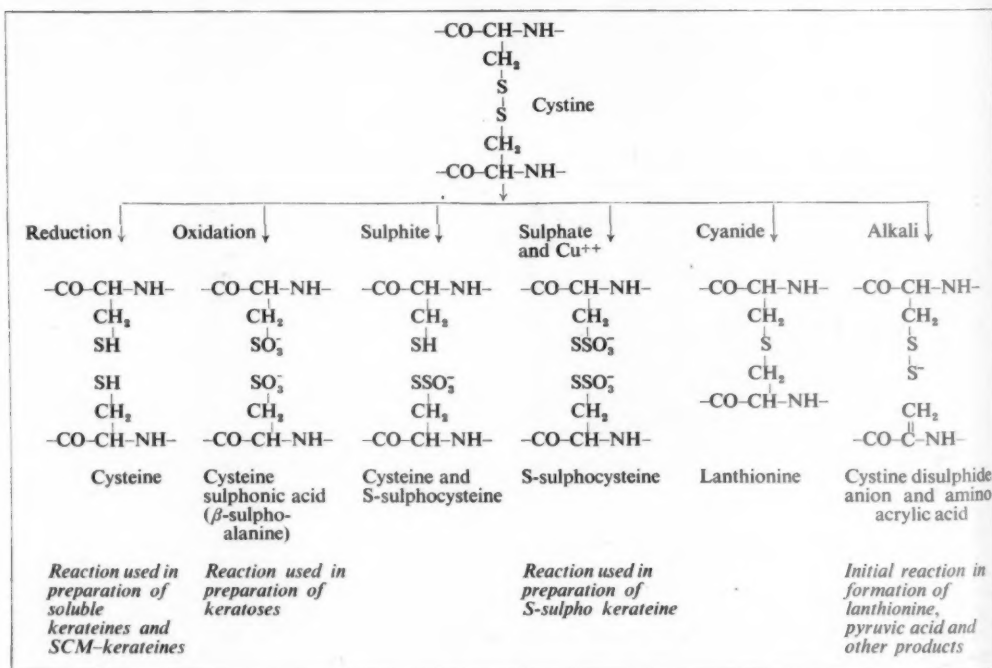 –CO–CH–NH–
CH₂
S
S
Cystine
CH₂
–CO–CH–NH–
Reduction
Oxidation
Sulphite
Sulphate
and Cu⁺⁺
Cyanide
Alkali
–CO–CH–NH– –CO–CH–NH– –CO–CH–NH– –CO–CH–NH– –CO–CH–NH– –CO–CH–NH–
CH₂ CH₂ CH₂ CH₂ CH₂ CH₂
SH SO₃⁻ SH SSO₃⁻ S S
SH SO₃⁻ SSO₃⁻ SSO₃⁻ CH₂ S⁻
CH₂ CH₂ CH₂ CH₂ –CO–CH–NH– CH₂
–CO–CH–NH– –CO–CH–NH– –CO–CH–NH– –CO–CH–NH– –CO–C–NH–
Cysteine
Cysteine
sulphonic acid
(β-sulpho-
alanine)
Cysteine and
S-sulphocysteine
S-sulphocysteine
Lanthionine
Cystine disulphide
anion and amino
acrylic acid
Reaction used in
preparation of
soluble
kerateines and
SCM–kerateines
Reaction used in
preparation of
keratoses
Reaction used in
preparation of
S-sulpho kerateine
Initial reaction in
formation of
lanthionine,
pyruvic acid and
other products